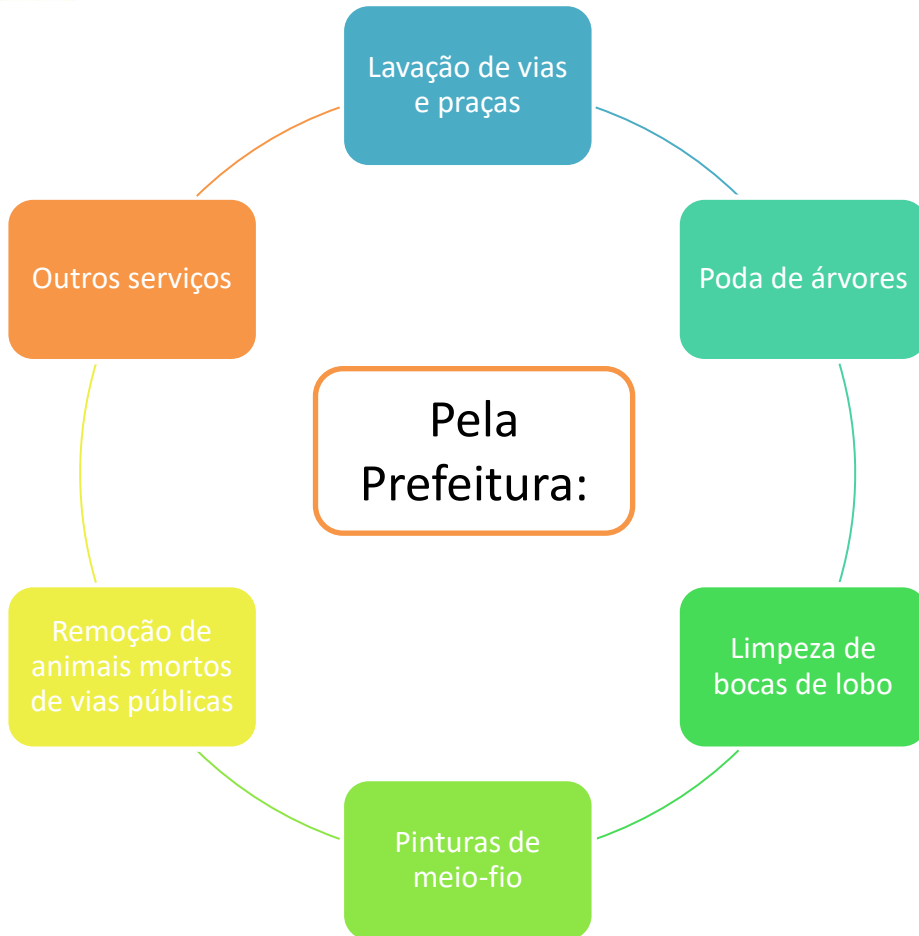 Lavação de vias
e praças
Outros serviços
Poda de árvores
Pela
Prefeitura:
Remoção de
animais mortos
de vias públicas
Limpeza de
bocas de lobo
Pinturas de
meio-fio